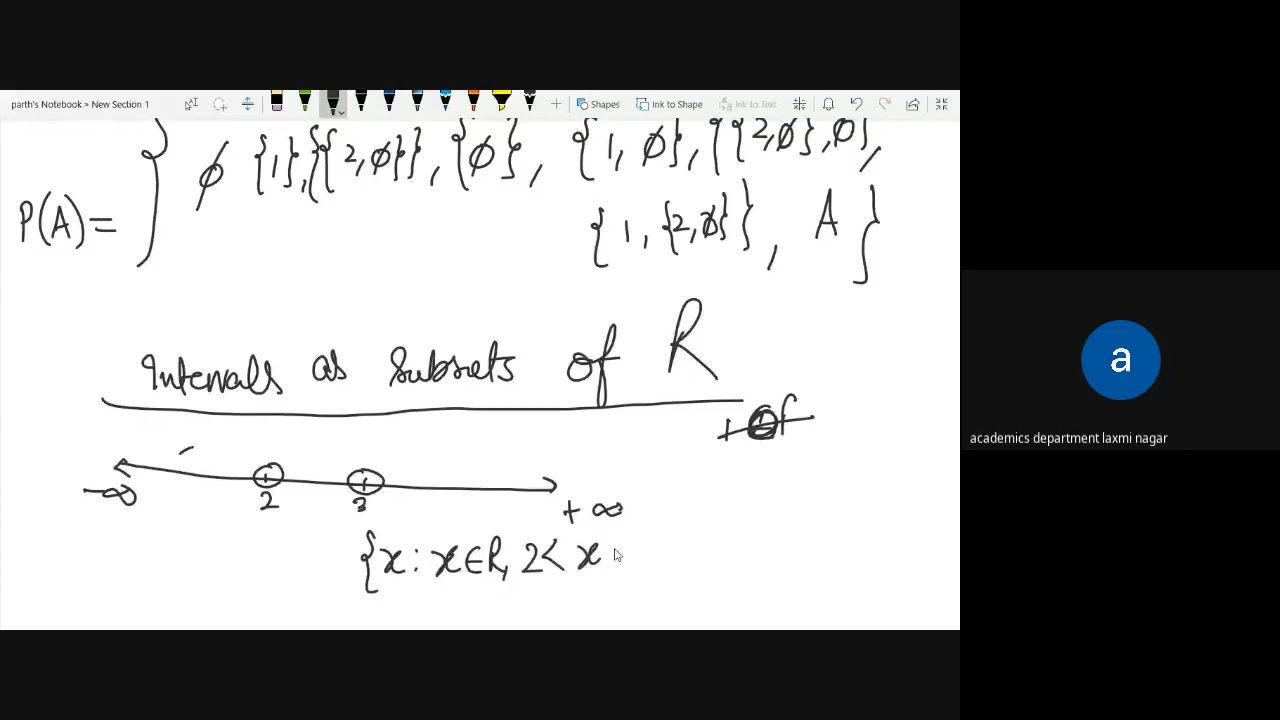 parth's Notebook » New Section 1
Shapes Ink to Shape Ink to Text
P(A)= { ϕ {1},{{2,ϕ}}, {ϕ}, {1, ϕ}, {{2,ϕ},ϕ},
{1, {2,ϕ}}, A }
Intervals as Subsets of R
-∞ 2 3 +∞
{x : x∈R, 2< x
a
academics department laxmi nagar